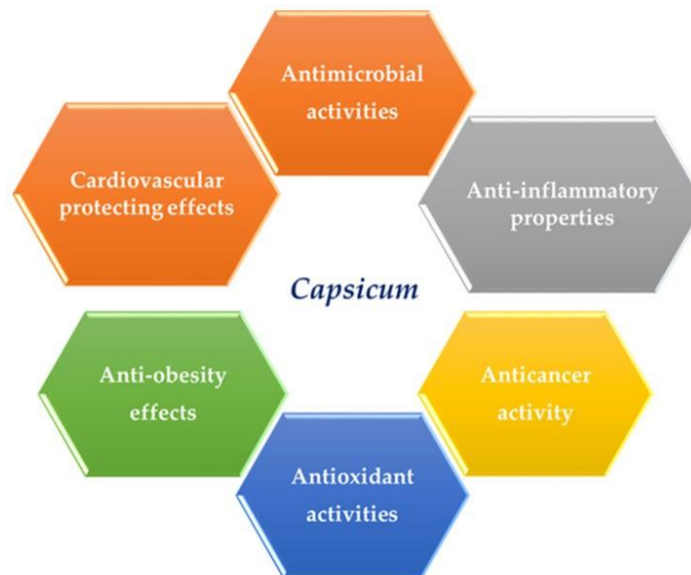 Antimicrobial
activities
Cardiovascular
protecting effects
Anti-inflammatory
properties
Capsicum
Anti-obesity
effects
Anticancer
activity
Antioxidant
activities